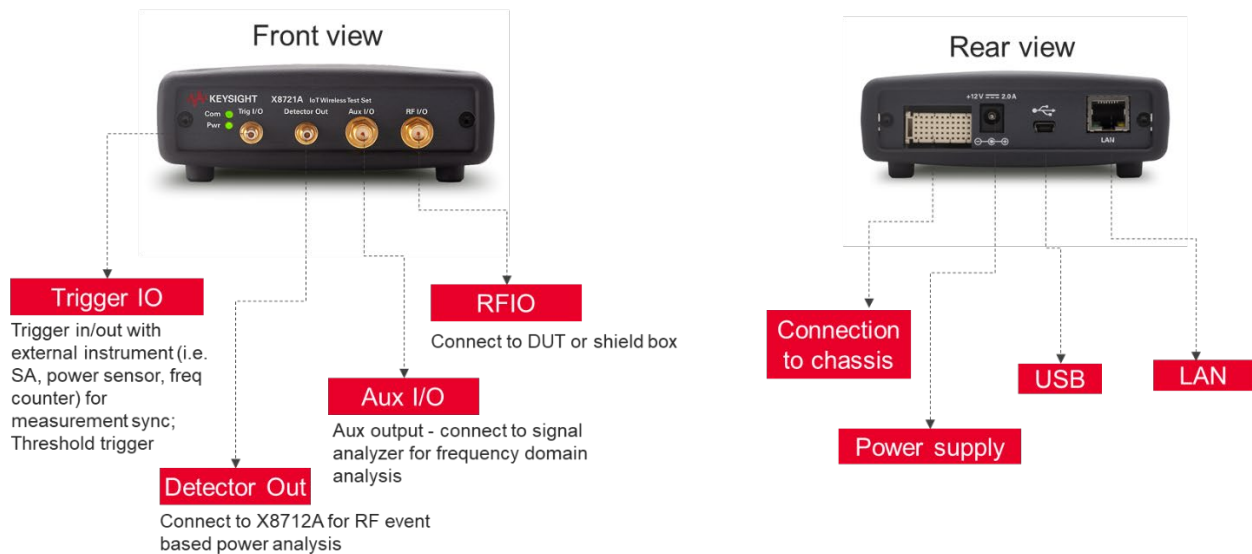 Front view
KEYSIGHT X8721A IoT Wireless Test Set
Com
Pwr
Trig I/O Detector Out Aux I/O RF I/O
Trigger IO
Trigger in/out with
external instrument (i.e.
SA, power sensor, freq
counter) for
measurement sync;
Threshold trigger
Detector Out
Connect to X8712A for RF event
based power analysis
Aux I/O
Aux output - connect to signal
analyzer for frequency domain
analysis
RFIO
Connect to DUT or shield box
Rear view
+12V 2.0A
LAN
Connection
to chassis
Power supply
USB
LAN